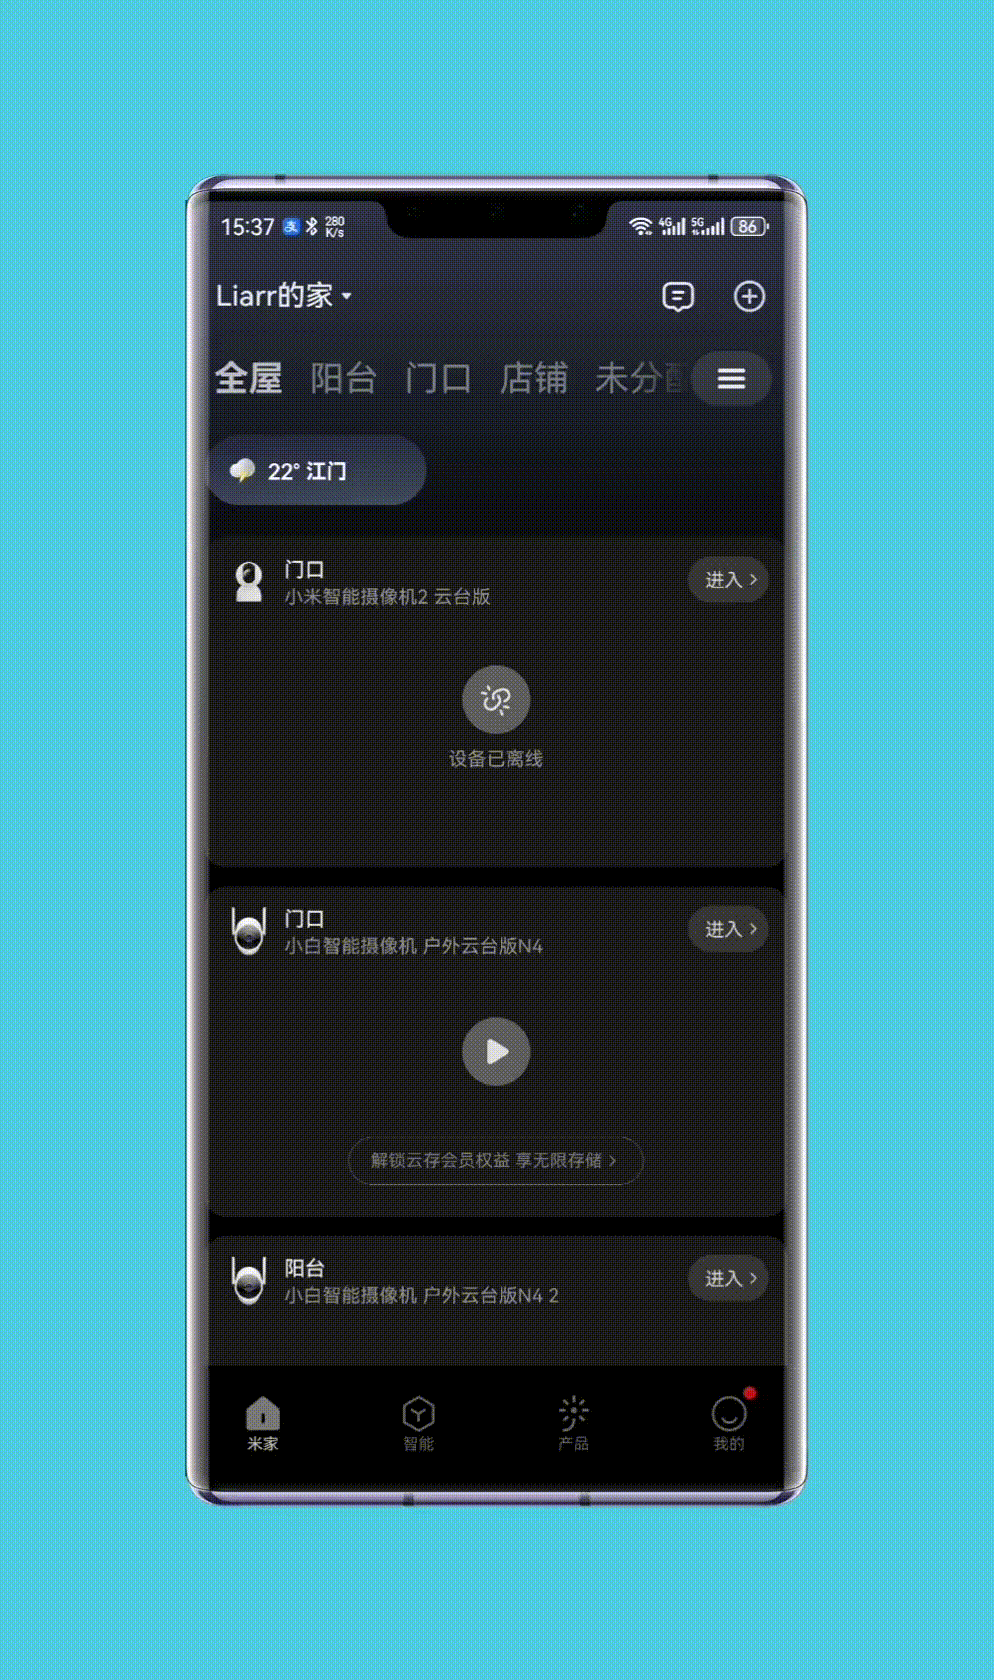 15:37 支 280 K/s 4G 5G 86
Liarr的家
全屋 阳台 门口 店铺 未分配
22° 江门
门口
小米智能摄像机2 云台版
进入
设备已离线
门口
小白智能摄像机 户外云台版N4
进入
解锁云存会员权益 享无限存储
阳台
小白智能摄像机 户外云台版N4 2
进入
米家 智能 产品 我的